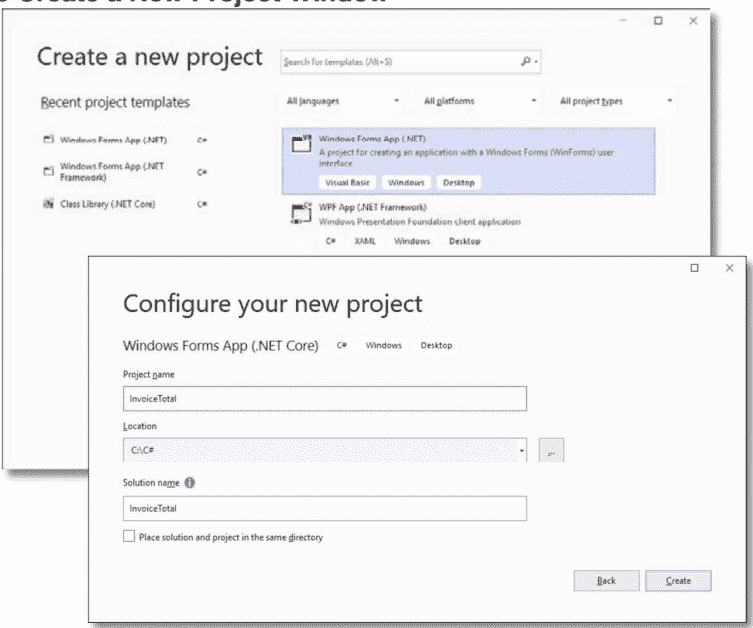 Create a New Project Window
Create a new project
Search for templates (Alt+S)
Recent project templates
All languages
All platforms
All project types
Windows Forms App (.NET)
C#
Windows Forms App (.NET
Framework)
C#
Class Library (.NET Core)
C#
Windows Forms App (.NET)
A project for creating an application with a Windows Forms (WinForms) user
interface
Visual Basic
Windows
Desktop
WPF App (.NET Framework)
Windows Presentation Foundation client application
C#
XAML
Windows
Desktop
Configure your new project
Windows Forms App (.NET Core)
C#
Windows
Desktop
Project name
InvoiceTotal
Location
C:\C#
...
Solution name
InvoiceTotal
Place solution and project in the same directory
Back
Create